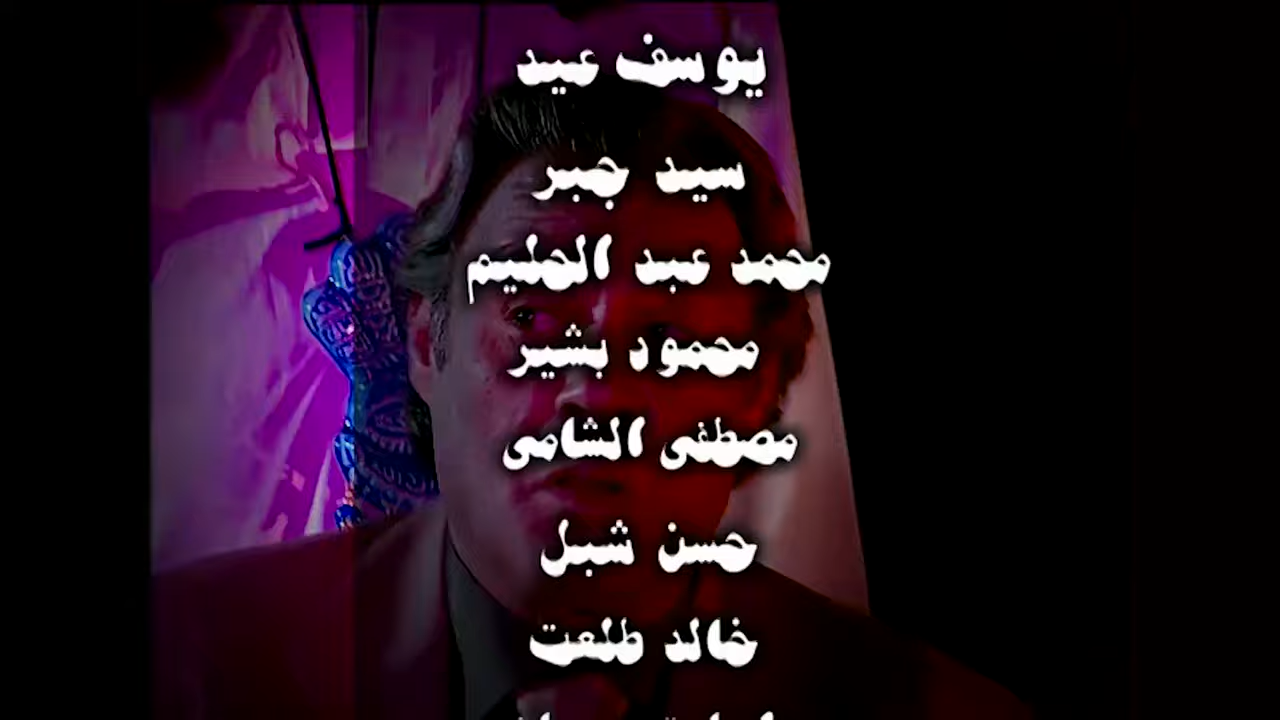 يوسف عيد
سيد جبر
محمد عبد الحليم
محمود بشير
مصطفى الشامى
حسن شبل
خالد طلعت